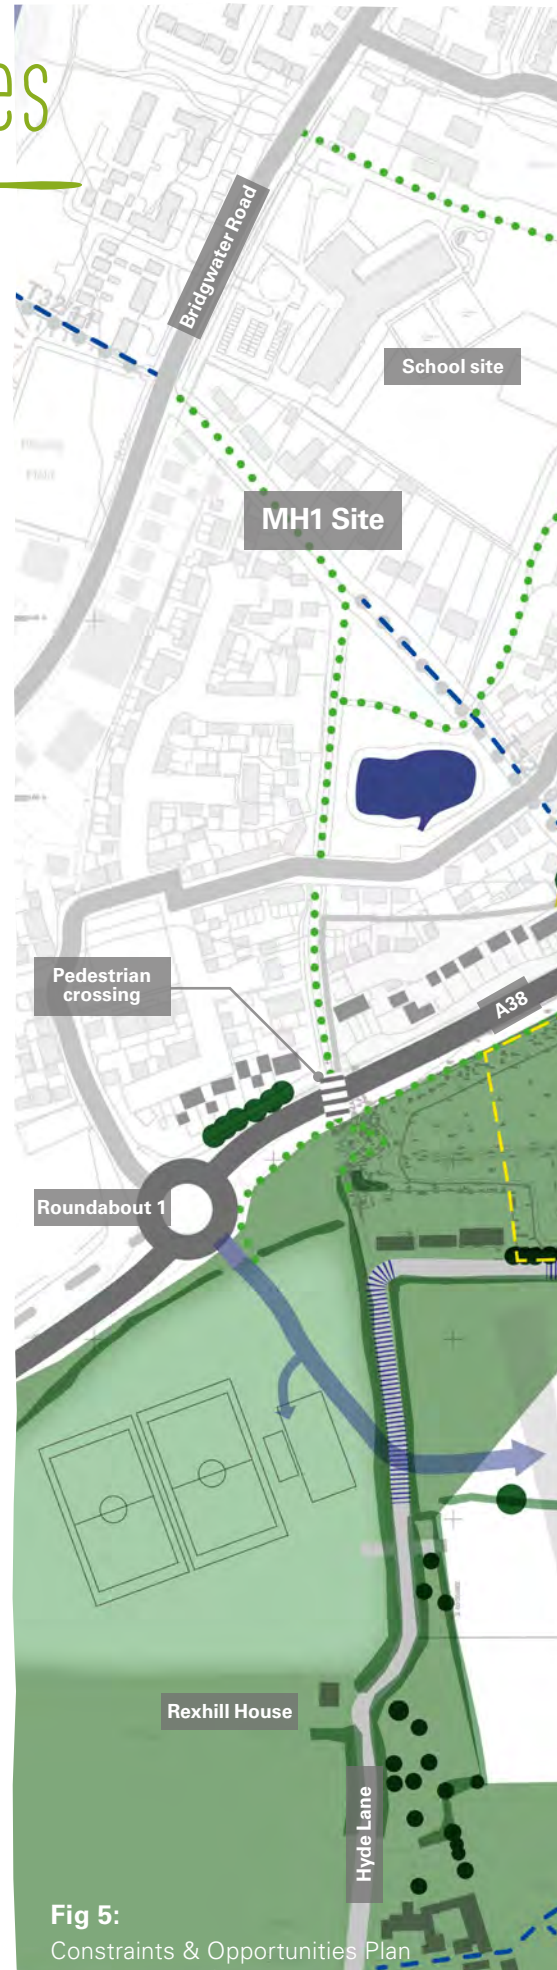 es
Bridgwater Road
School site
MH1 Site
Pedestrian
crossing
A38
Roundabout 1
Rexhill House
Hyde Lane
Fig 5:
Constraints & Opportunities Plan